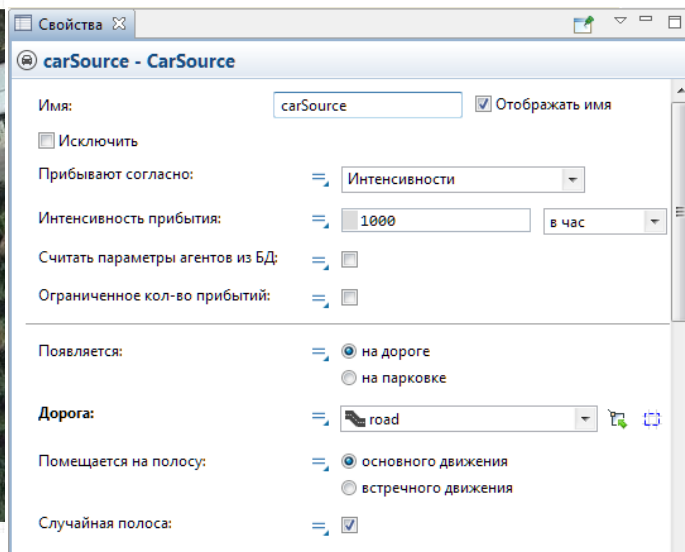 Свойства
carSource - CarSource
Имя: carSource Отображать имя
Исключить
Прибывают согласно: Интенсивности
Интенсивность прибытия: 1000 в час
Считать параметры агентов из БД:
Ограниченное кол-во прибытий:
Появляется: на дороге
на парковке
Дорога: road
Помещается на полосу: основного движения
встречного движения
Случайная полоса: